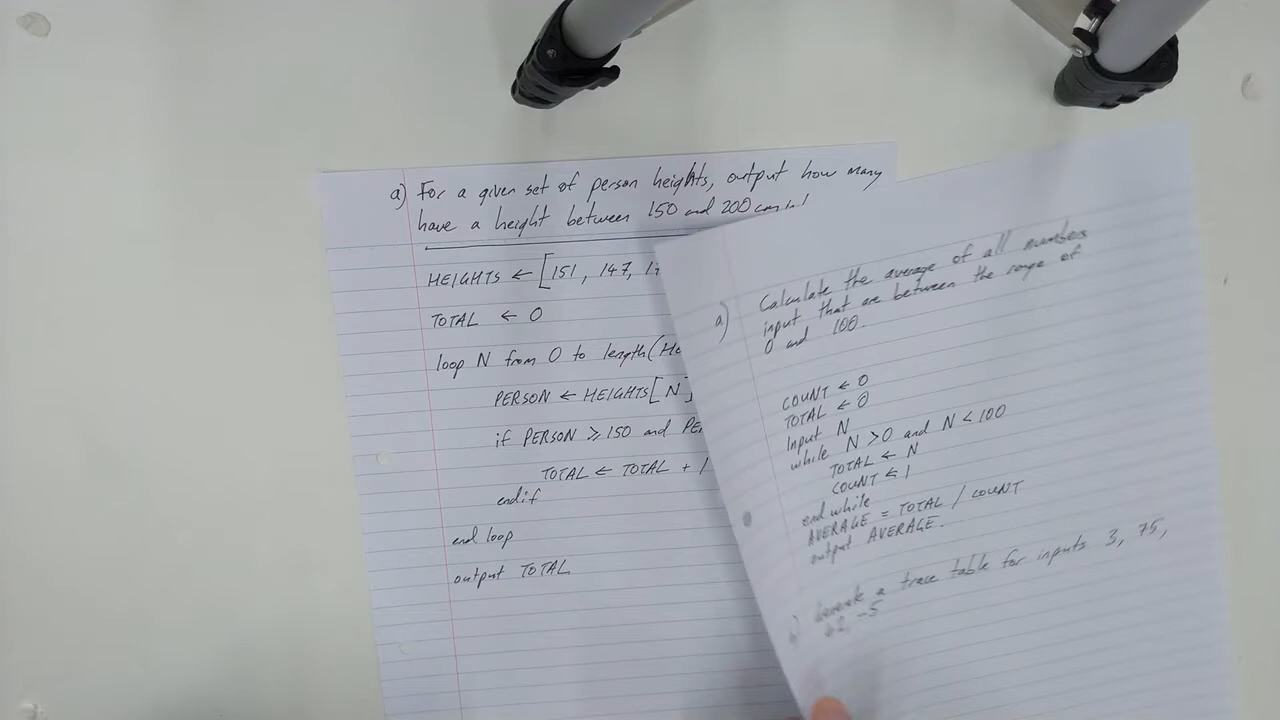 a) For a given set of person heights, output how many
have a height between 150 and 200 cm
HEIGHTS ← [151, 147,
TOTAL ← 0
loop N from 0 to length(
PERSON ← HEIGHTS[N]
if PERSON ≥ 150 and
TOTAL ← TOTAL + 1
endif
end loop
output TOTAL
a) Calculate the average of all numbers
input that are between the range of
0 and 100.
COUNT ← 0
TOTAL ← 0
input N
while N > 0 and N < 100
TOTAL ← N
COUNT ← 1
end while
AVERAGE = TOTAL / COUNT
output AVERAGE.
a trace table for inputs 3, 75,
42, -5